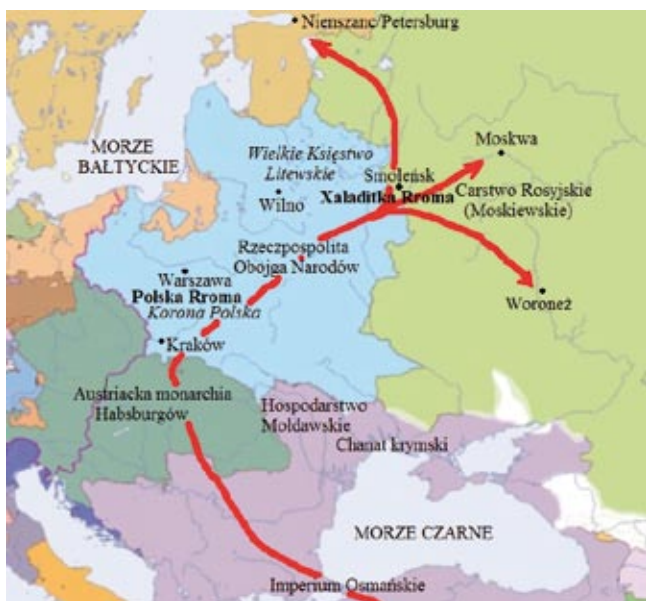 Nienszanc/Petersburg
MORZE
BAŁTYCKIE
Wielkie Księstwo
Litewskie
Wilno
Moskwa
Smoleńsk
Xaladitka Rroma
Carstwo Rosyjskie
(Moskiewskie)
Rzeczpospolita
Obojga Narodów
Warszawa
Polska Rroma
Korona Polska
Woroneż
Kraków
Austriacka monarchia
Habsburgów
Hospodarstwo
Mołdawskie
Chanat krymski
MORZE CZARNE
Imperium Osmańskie